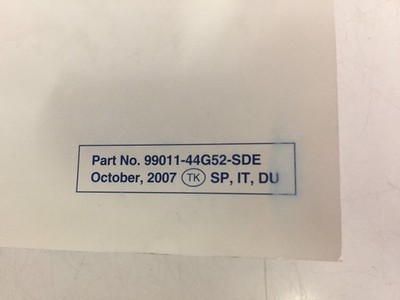 Part No. 99011-44G52-SDE
October, 2007 TK SP, IT, DU